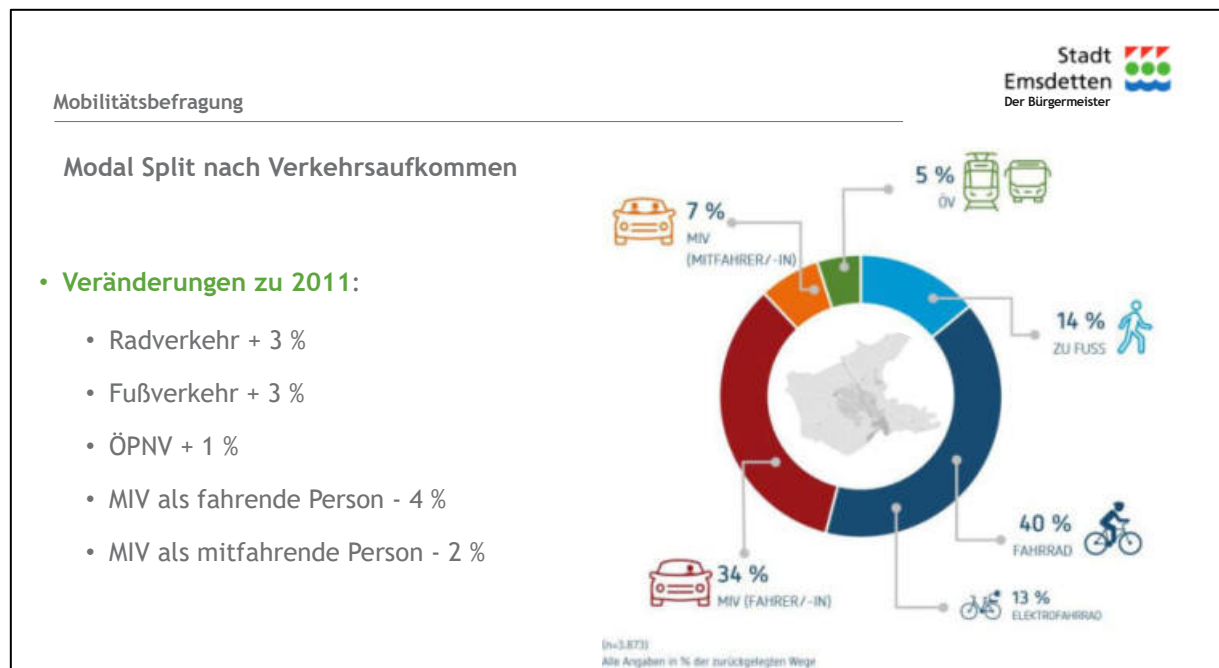 Stadt
Emsdetten
Der Bürgermeister
Mobilitätsbefragung
Modal Split nach Verkehrsaufkommen
• Veränderungen zu 2011:
• Radverkehr + 3 %
• Fußverkehr + 3 %
• ÖPNV + 1 %
• MIV als fahrende Person - 4 %
• MIV als mitfahrende Person - 2 %
5 %
ÖV
7 %
MIV
(MITFAHRER/-IN)
14 %
ZU FUSS
40 %
FAHRRAD
13 %
ELEKTROFAHRRAD
34 %
MIV (FAHRER/-IN)
(n=3.873)
Alle Angaben in % der zurückgelegten Wege